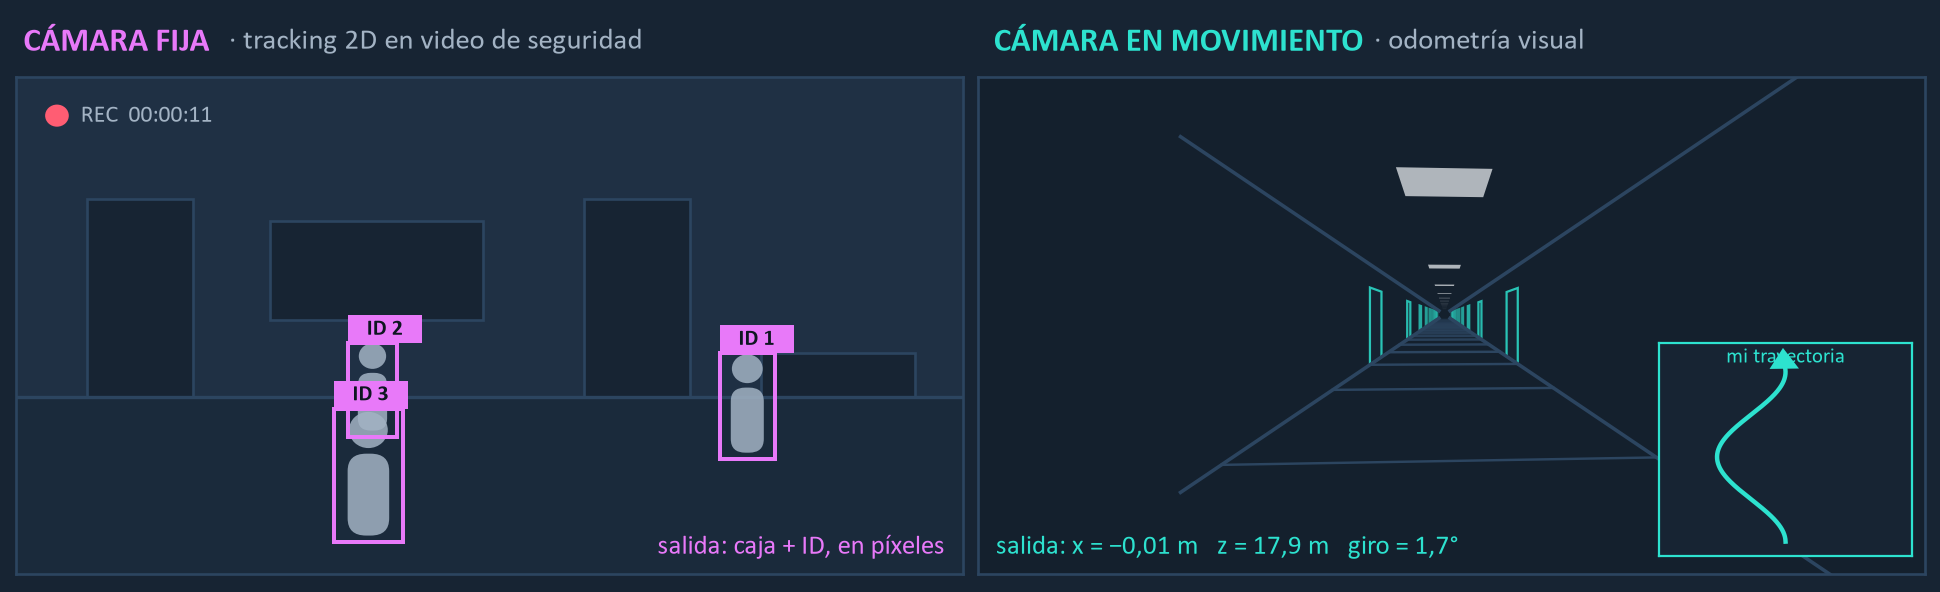 CÁMARA FIJA · tracking 2D en video de seguridad
REC 00:00:11
ID 2
ID 3
ID 1
salida: caja + ID, en píxeles
CÁMARA EN MOVIMIENTO · odometría visual
mi trayectoria
salida: x = −0,01 m z = 17,9 m giro = 1,7°